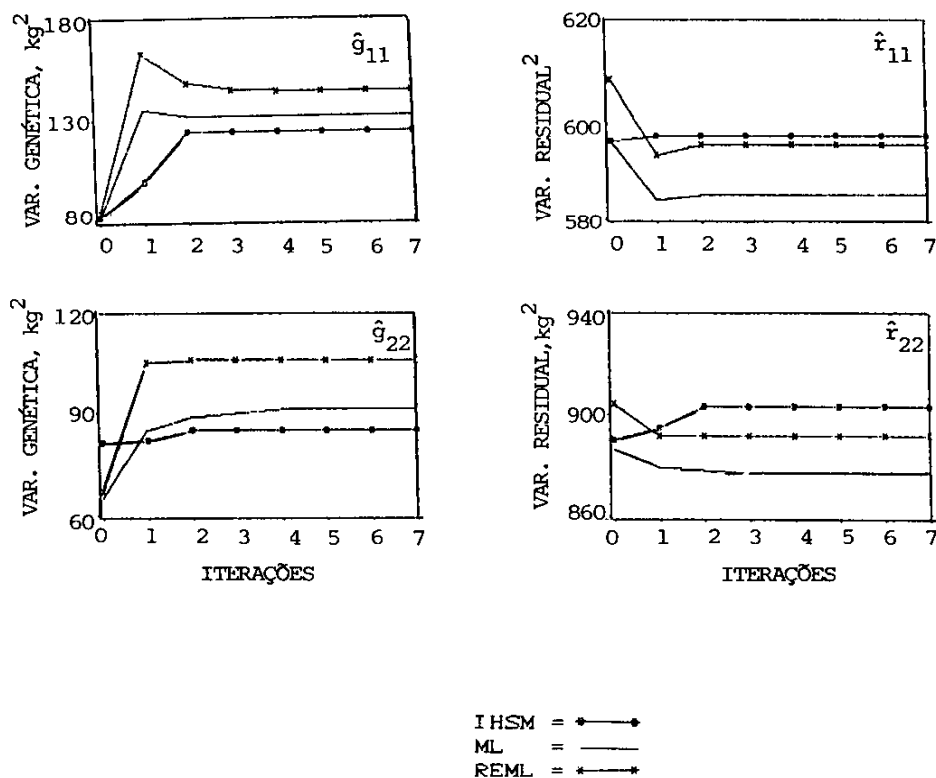 VAR. GENÉTICA, kg²
180
130
80
ĝ11
0 1 2 3 4 5 6 7
VAR. RESIDUAL²
620
600
580
r̂11
0 1 2 3 4 5 6 7
VAR. GENÉTICA, kg²
120
90
60
ĝ22
0 1 2 3 4 5 6 7
ITERAÇÕES
VAR. RESIDUAL, kg²
940
900
860
r̂22
0 1 2 3 4 5 6 7
ITERAÇÕES
IHSM =
ML =
REML =